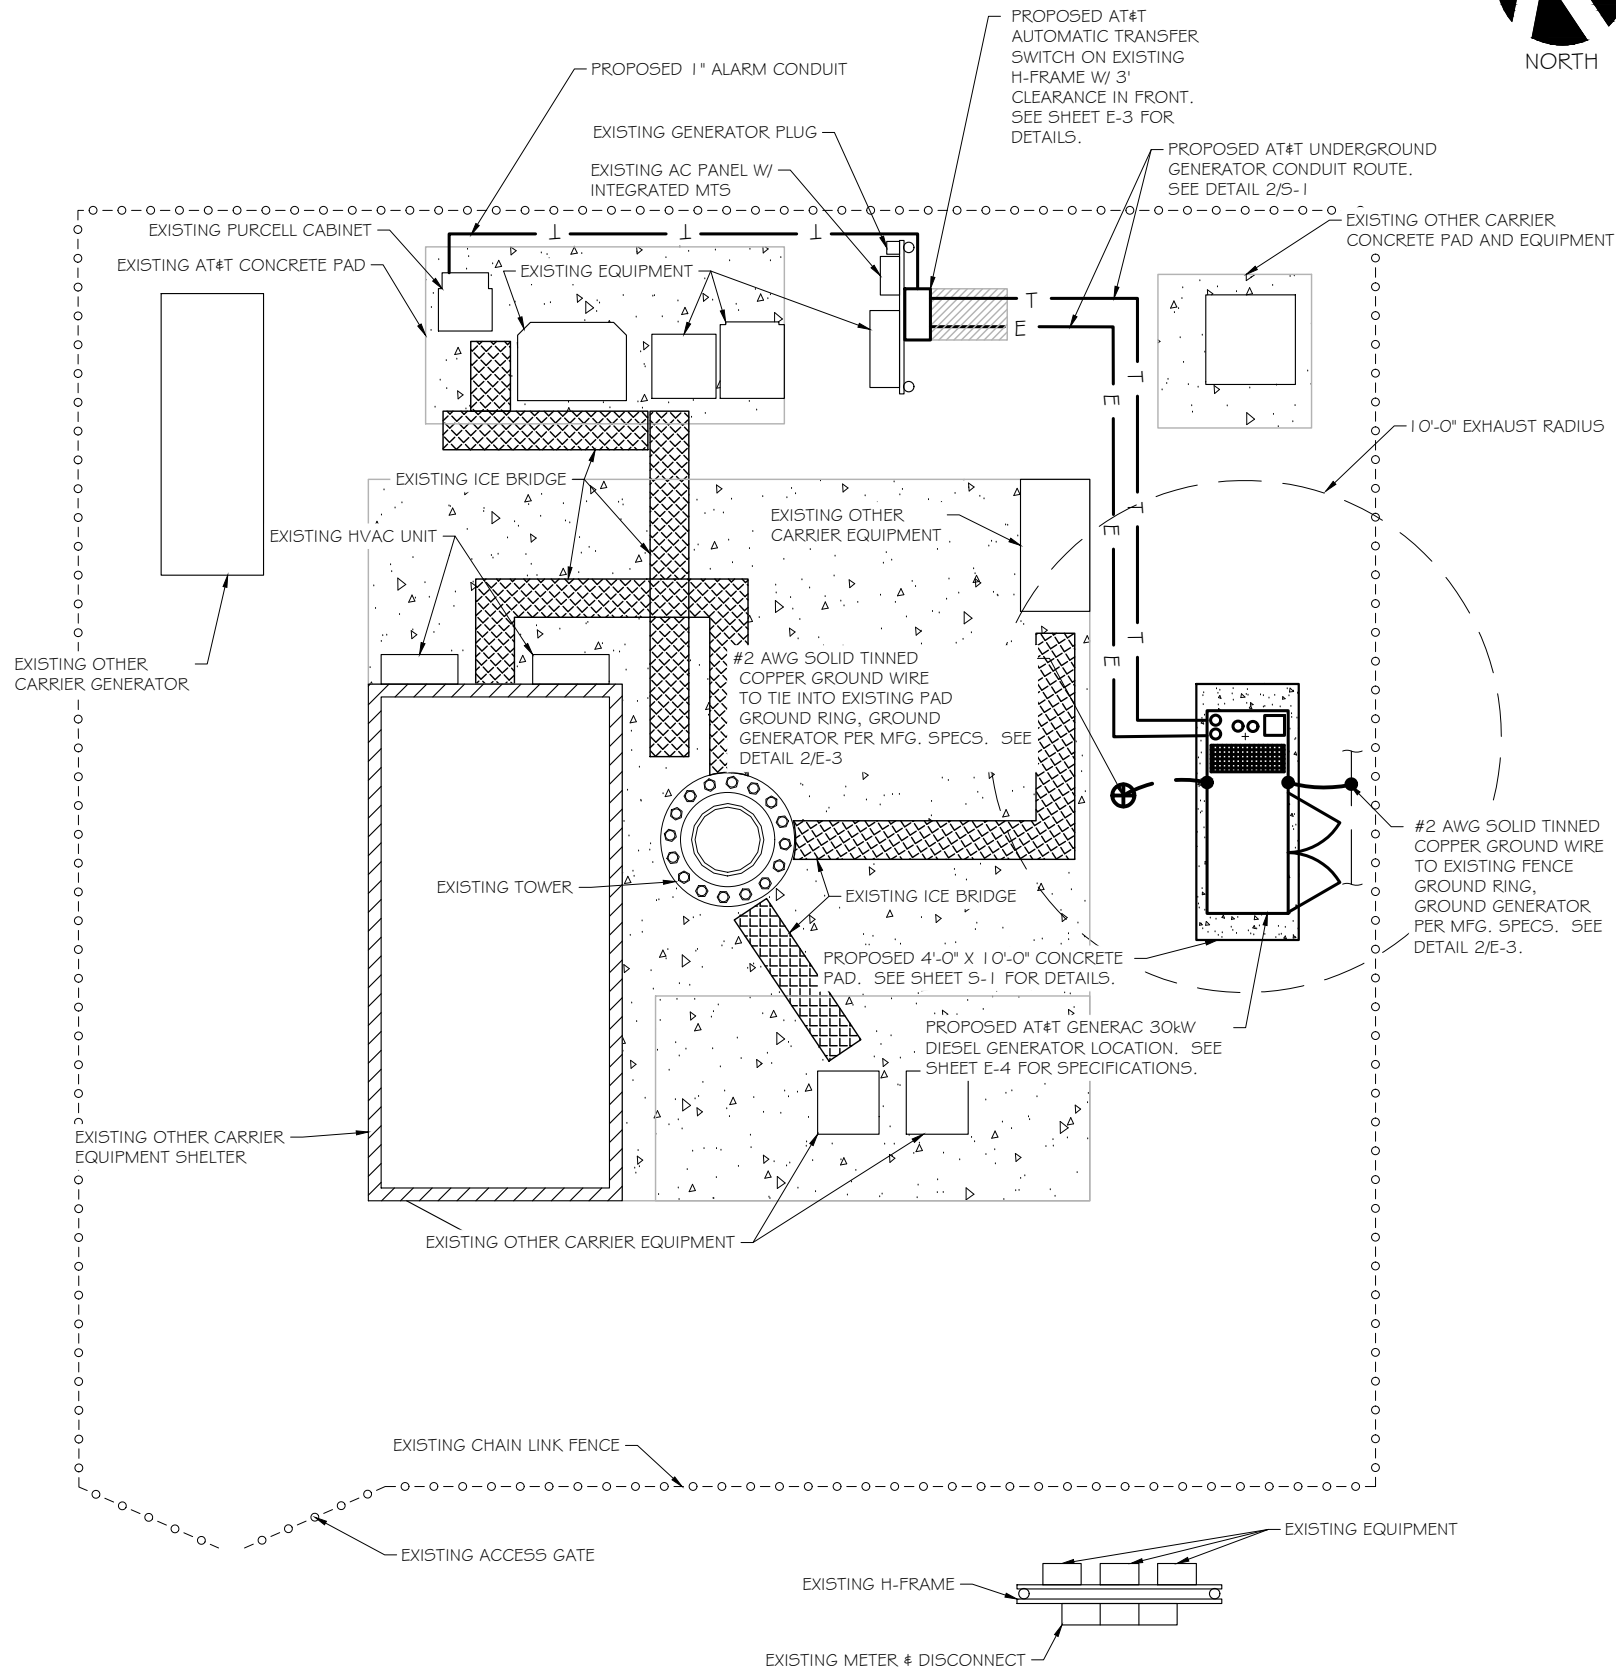 NORTH
PROPOSED AT&T
AUTOMATIC TRANSFER
SWITCH ON EXISTING
H-FRAME W/ 3'
CLEARANCE IN FRONT.
SEE SHEET E-3 FOR
DETAILS.
PROPOSED 1" ALARM CONDUIT
EXISTING GENERATOR PLUG
EXISTING AC PANEL W/
INTEGRATED MTS
PROPOSED AT&T UNDERGROUND
GENERATOR CONDUIT ROUTE.
SEE DETAIL 2/S-1
EXISTING PURCELL CABINET
EXISTING AT&T CONCRETE PAD
EXISTING EQUIPMENT
EXISTING OTHER CARRIER
CONCRETE PAD AND EQUIPMENT
T
T
T
T
E
T
E
T
E
T
E
10'-0" EXHAUST RADIUS
EXISTING ICE BRIDGE
EXISTING HVAC UNIT
EXISTING OTHER
CARRIER EQUIPMENT
EXISTING OTHER
CARRIER GENERATOR
#2 AWG SOLID TINNED
COPPER GROUND WIRE
TO TIE INTO EXISTING PAD
GROUND RING, GROUND
GENERATOR PER MFG. SPECS. SEE
DETAIL 2/E-3
#2 AWG SOLID TINNED
COPPER GROUND WIRE
TO EXISTING FENCE
GROUND RING,
GROUND GENERATOR
PER MFG. SPECS. SEE
DETAIL 2/E-3.
EXISTING TOWER
EXISTING ICE BRIDGE
PROPOSED 4'-0" X 10'-0" CONCRETE
PAD. SEE SHEET S-1 FOR DETAILS.
PROPOSED AT&T GENERAC 30kW
DIESEL GENERATOR LOCATION. SEE
SHEET E-4 FOR SPECIFICATIONS.
EXISTING OTHER CARRIER
EQUIPMENT SHELTER
EXISTING OTHER CARRIER EQUIPMENT
EXISTING CHAIN LINK FENCE
EXISTING ACCESS GATE
EXISTING EQUIPMENT
EXISTING H-FRAME
EXISTING METER & DISCONNECT